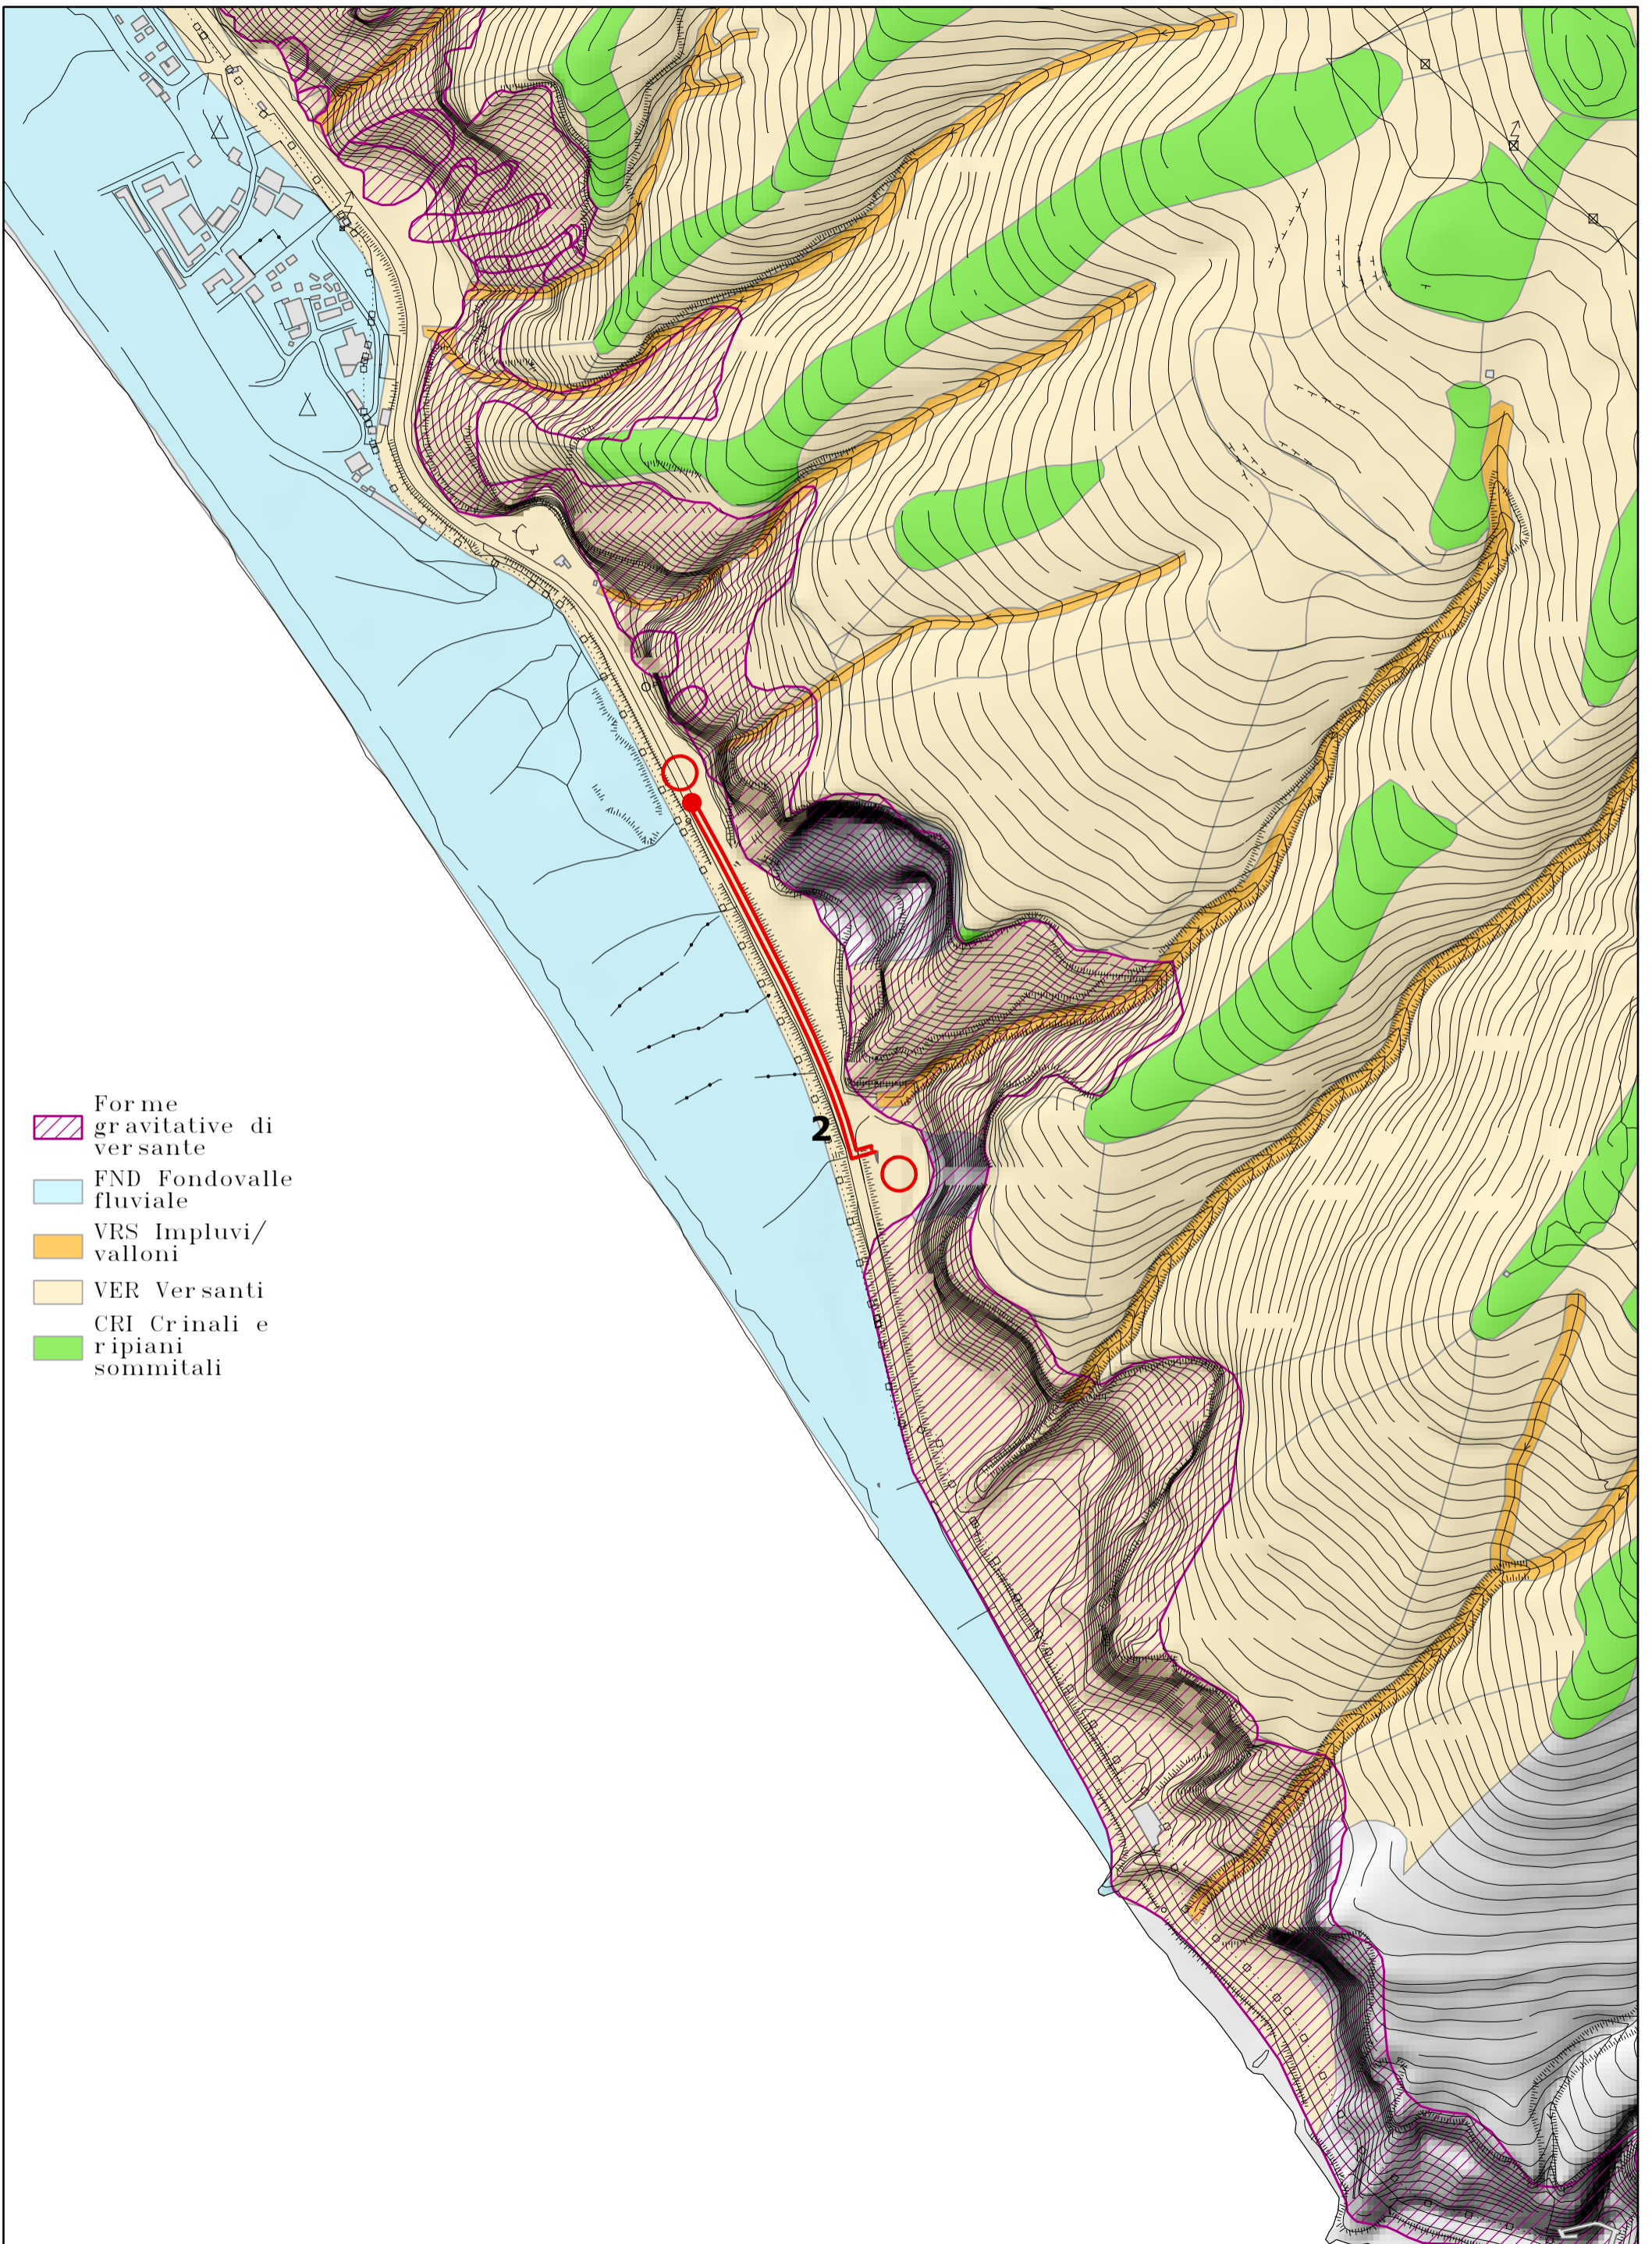 2
Forme
gravitative di
versante
FND Fondovalle
fluviale
VRS Impluvi/
valloni
VER Versanti
CRI Crinali e
ripiani
sommitali